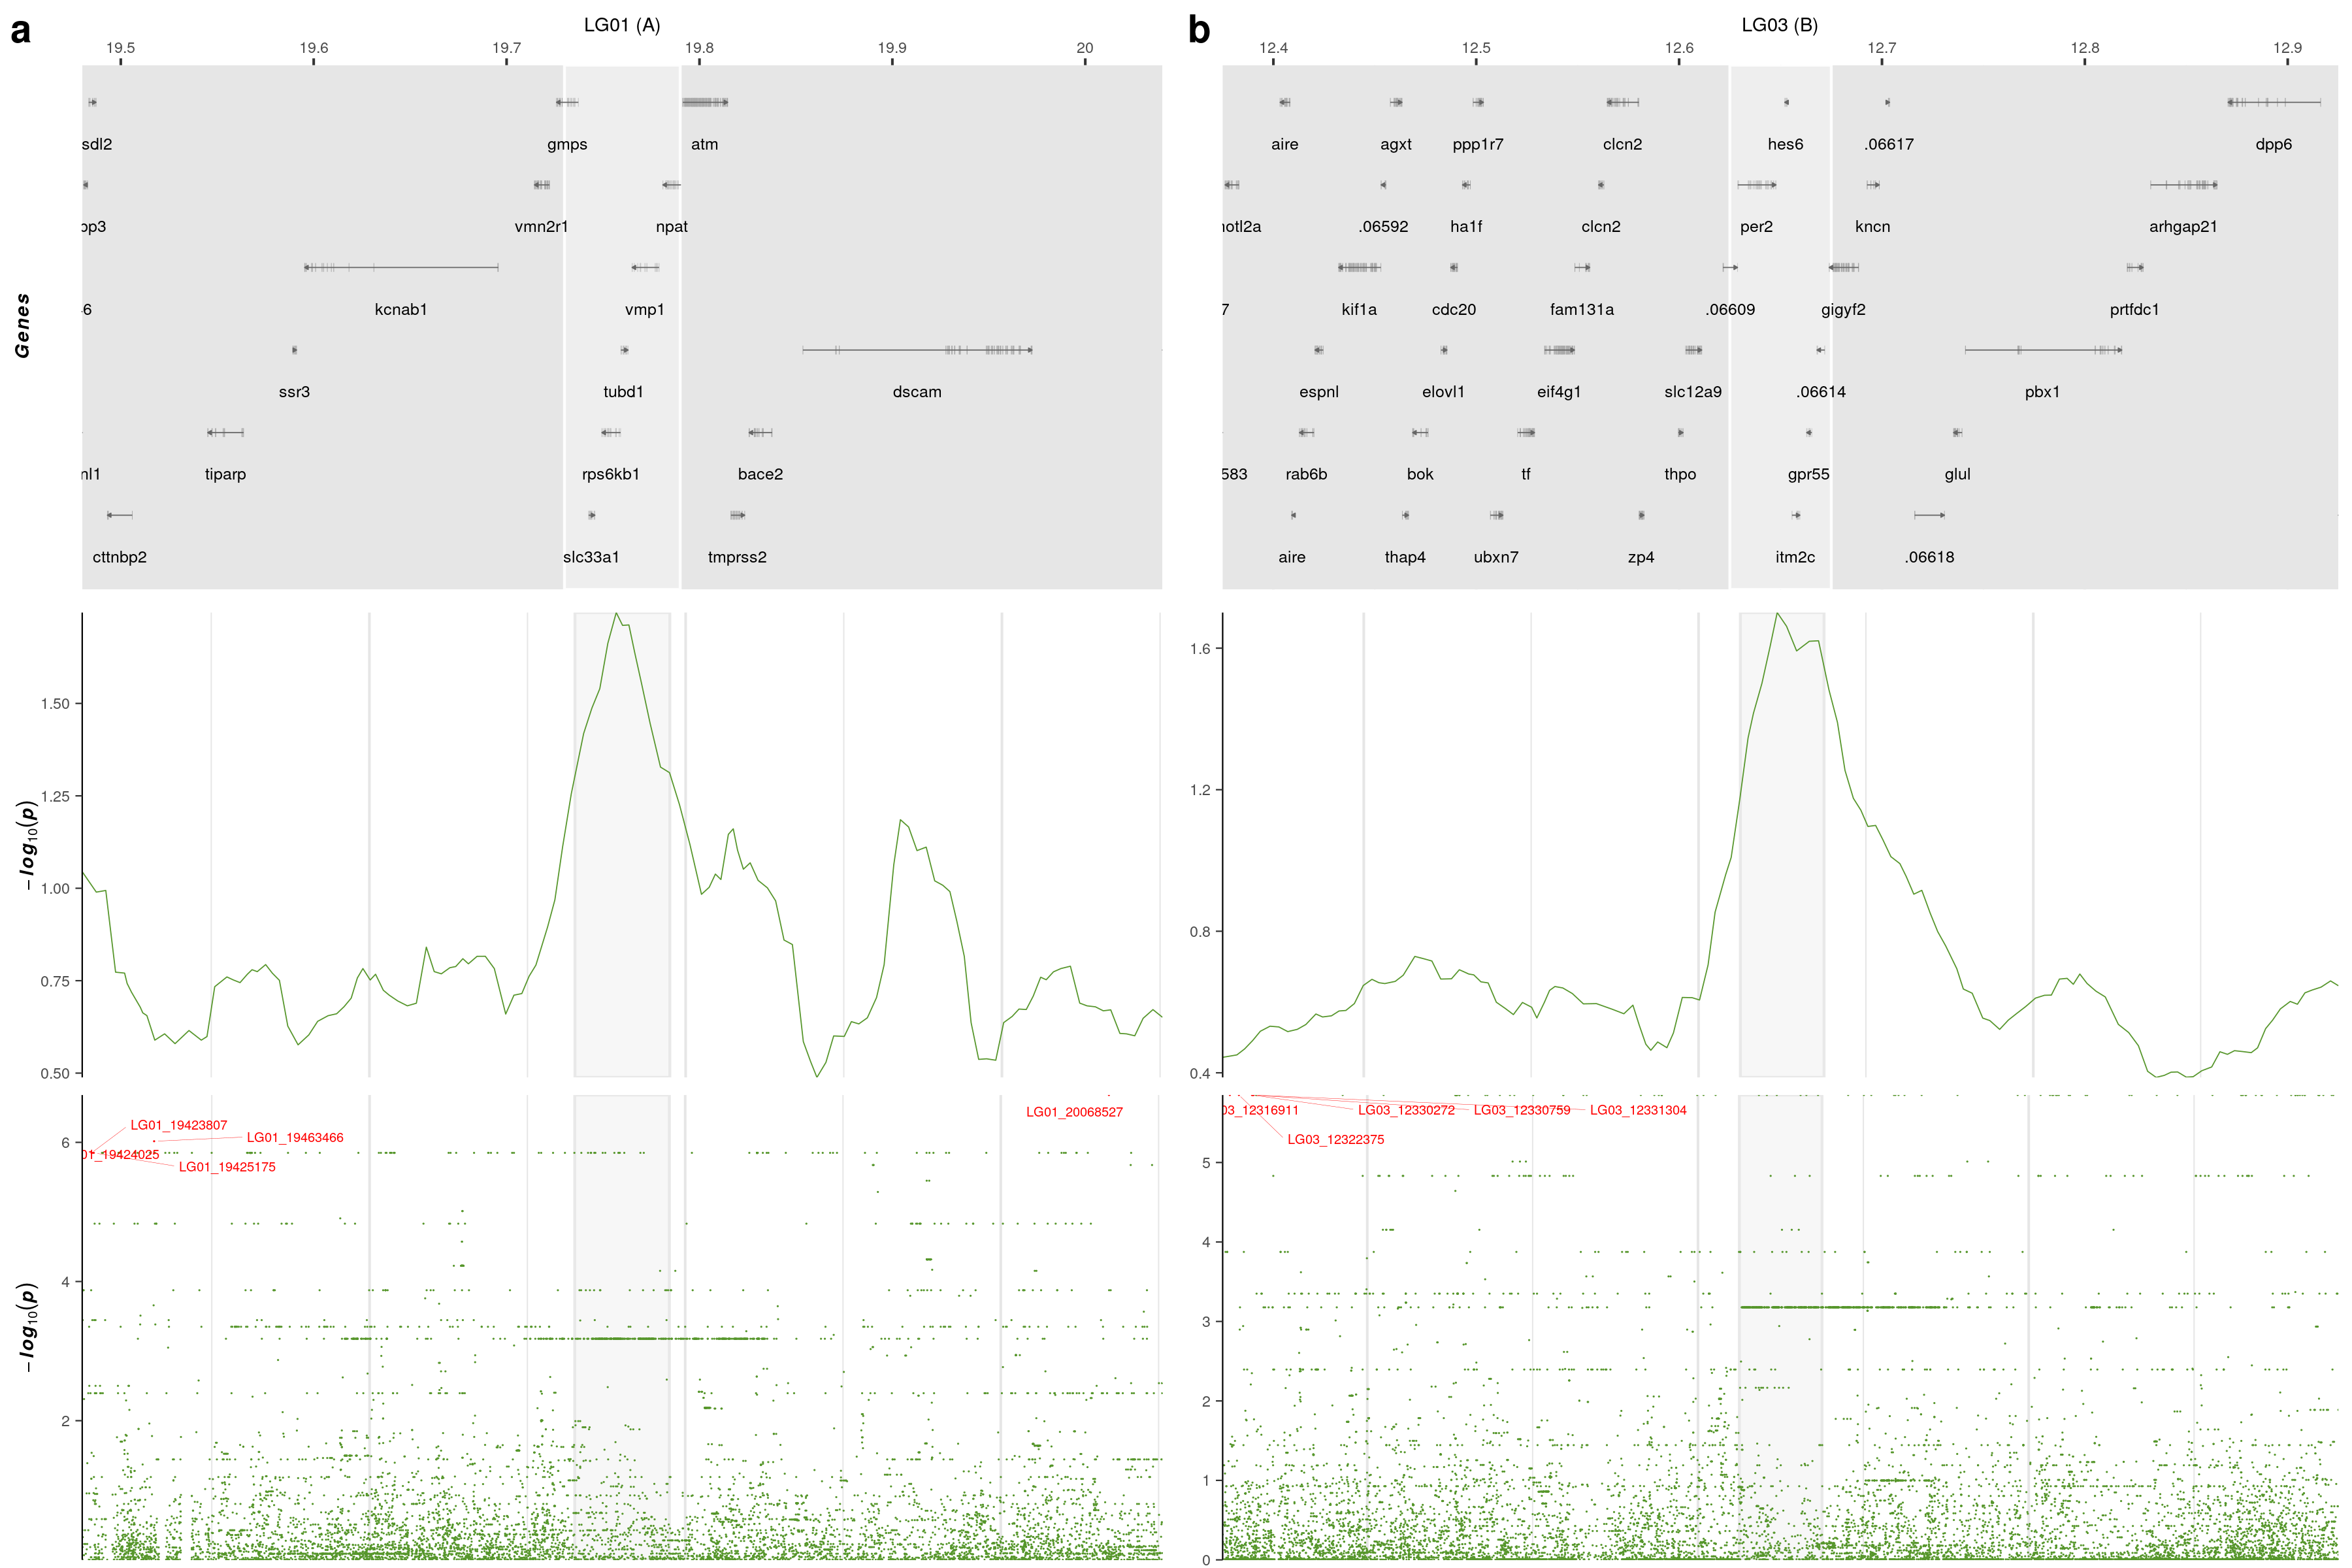 a
LG01 (A)
19.5 19.6 19.7 19.8 19.9 20
sdl2 gmps atm
vmn2r1 npat
kcnab1 vmp1
ssr3 tubd1 dscam
nl1 tiparp rps6kb1 bace2
cttnbp2 slc33a1 tmprss2
Genes
b
LG03 (B)
12.4 12.5 12.6 12.7 12.8 12.9
aire agxt ppp1r7 clcn2 hes6 .06617 dpp6
otl2a .06592 ha1f clcn2 per2 kncn arhgap21
7 kif1a cdc20 fam131a .06609 gigyf2 prtfdc1
espnl elovl1 eif4g1 slc12a9 .06614 pbx1
583 rab6b bok tf thpo gpr55 glul
aire thap4 ubxn7 zp4 itm2c .06618
−log10(p)
1.50
1.25
1.00
0.75
0.50
1.6
1.2
0.8
0.4
−log10(p)
6
4
2
LG01_20068527
LG01_19423807
LG01_19463466
01_19424025
LG01_19425175
5
4
3
2
1
0
03_12316911 LG03_12330272 LG03_12330759 LG03_12331304
LG03_12322375